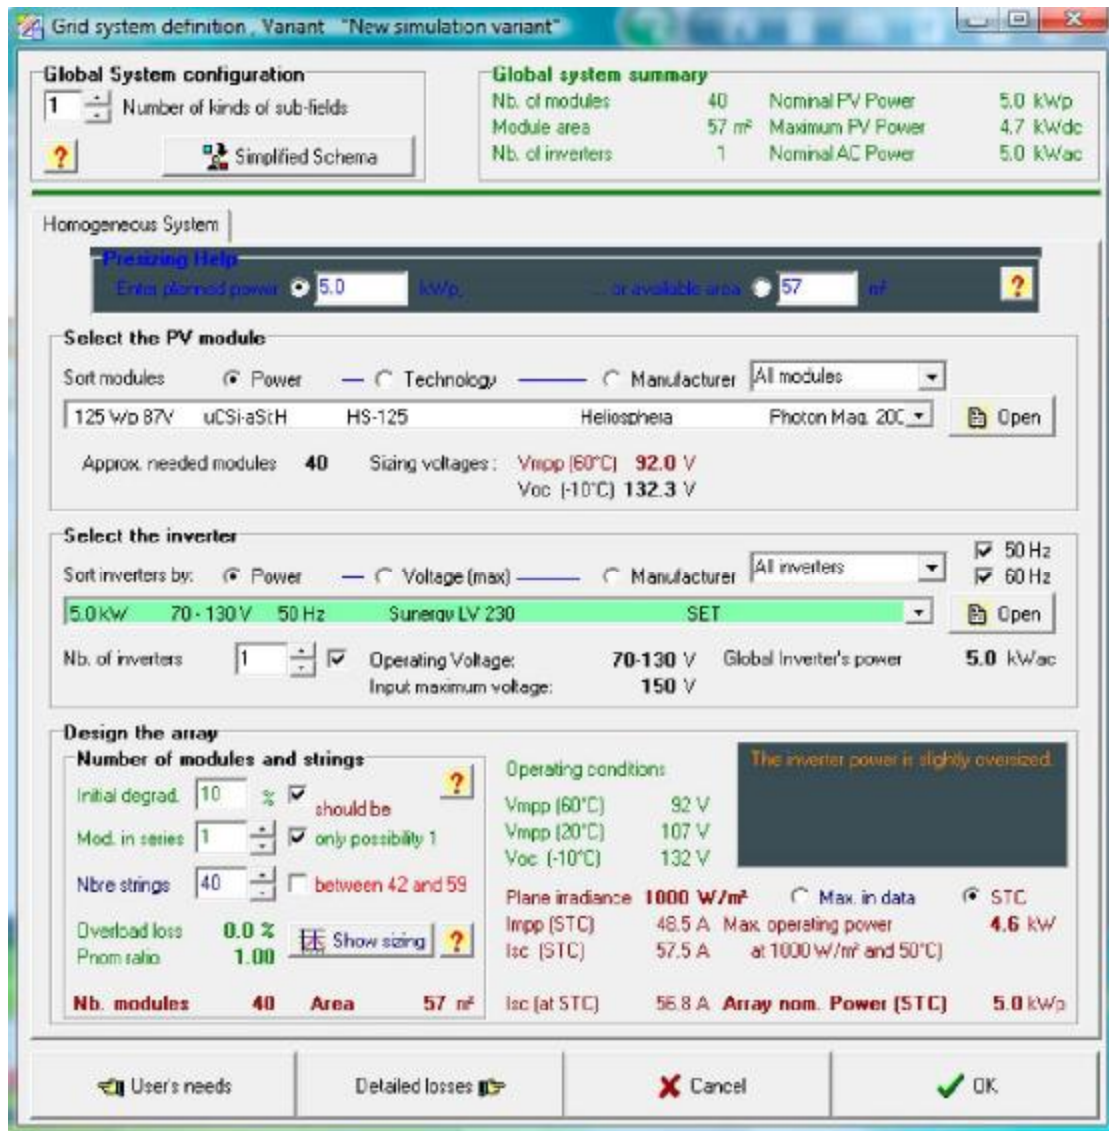 Grid system definition , Variant "New simulation variant"
Global System configuration
1 Number of kinds of sub-fields
? Simplified Schema
Global system summary
Nb. of modules 40 Nominal PV Power 5.0 kWp
Module area 57 m² Maximum PV Power 4.7 kWdc
Nb. of inverters 1 Nominal AC Power 5.0 kWac
Homogeneous System
Presizing Help
Enter planned power 5.0 kWp, ... or available area 57 m² ?
Select the PV module
Sort modules Power Technology Manufacturer All modules
125 Wp 87V uCSi-aSi:H HS-125 Heliosphera Photon Mag. 200 Open
Approx. needed modules 40 Sizing voltages : Vmpp (60°C) 92.0 V
Voc (-10°C) 132.3 V
Select the inverter
50 Hz
Sort inverters by: Power Voltage (max) Manufacturer All inverters 60 Hz
5.0 kW 70 - 130 V 50 Hz Sunergy LV 230 SET Open
Nb. of inverters 1 Operating Voltage: 70-130 V Global Inverter's power 5.0 kWac
Input maximum voltage: 150 V
Design the array
Number of modules and strings
Initial degrad. 10 % ?
should be
Mod. in series 1 only possibility 1
Nbre strings 40 between 42 and 59
Overload loss 0.0 %
Pnom ratio 1.00 Show sizing ?
Nb. modules 40 Area 57 m²
Operating conditions
Vmpp (60°C) 92 V
Vmpp (20°C) 107 V
Voc (-10°C) 132 V
The inverter power is slightly oversized.
Plane irradiance 1000 W/m² Max. in data STC
Impp (STC) 48.5 A Max. operating power 4.6 kW
Isc (STC) 57.5 A at 1000 W/m² and 50°C)
Isc (at STC) 56.8 A Array nom. Power (STC) 5.0 kWp
User's needs Detailed losses Cancel OK